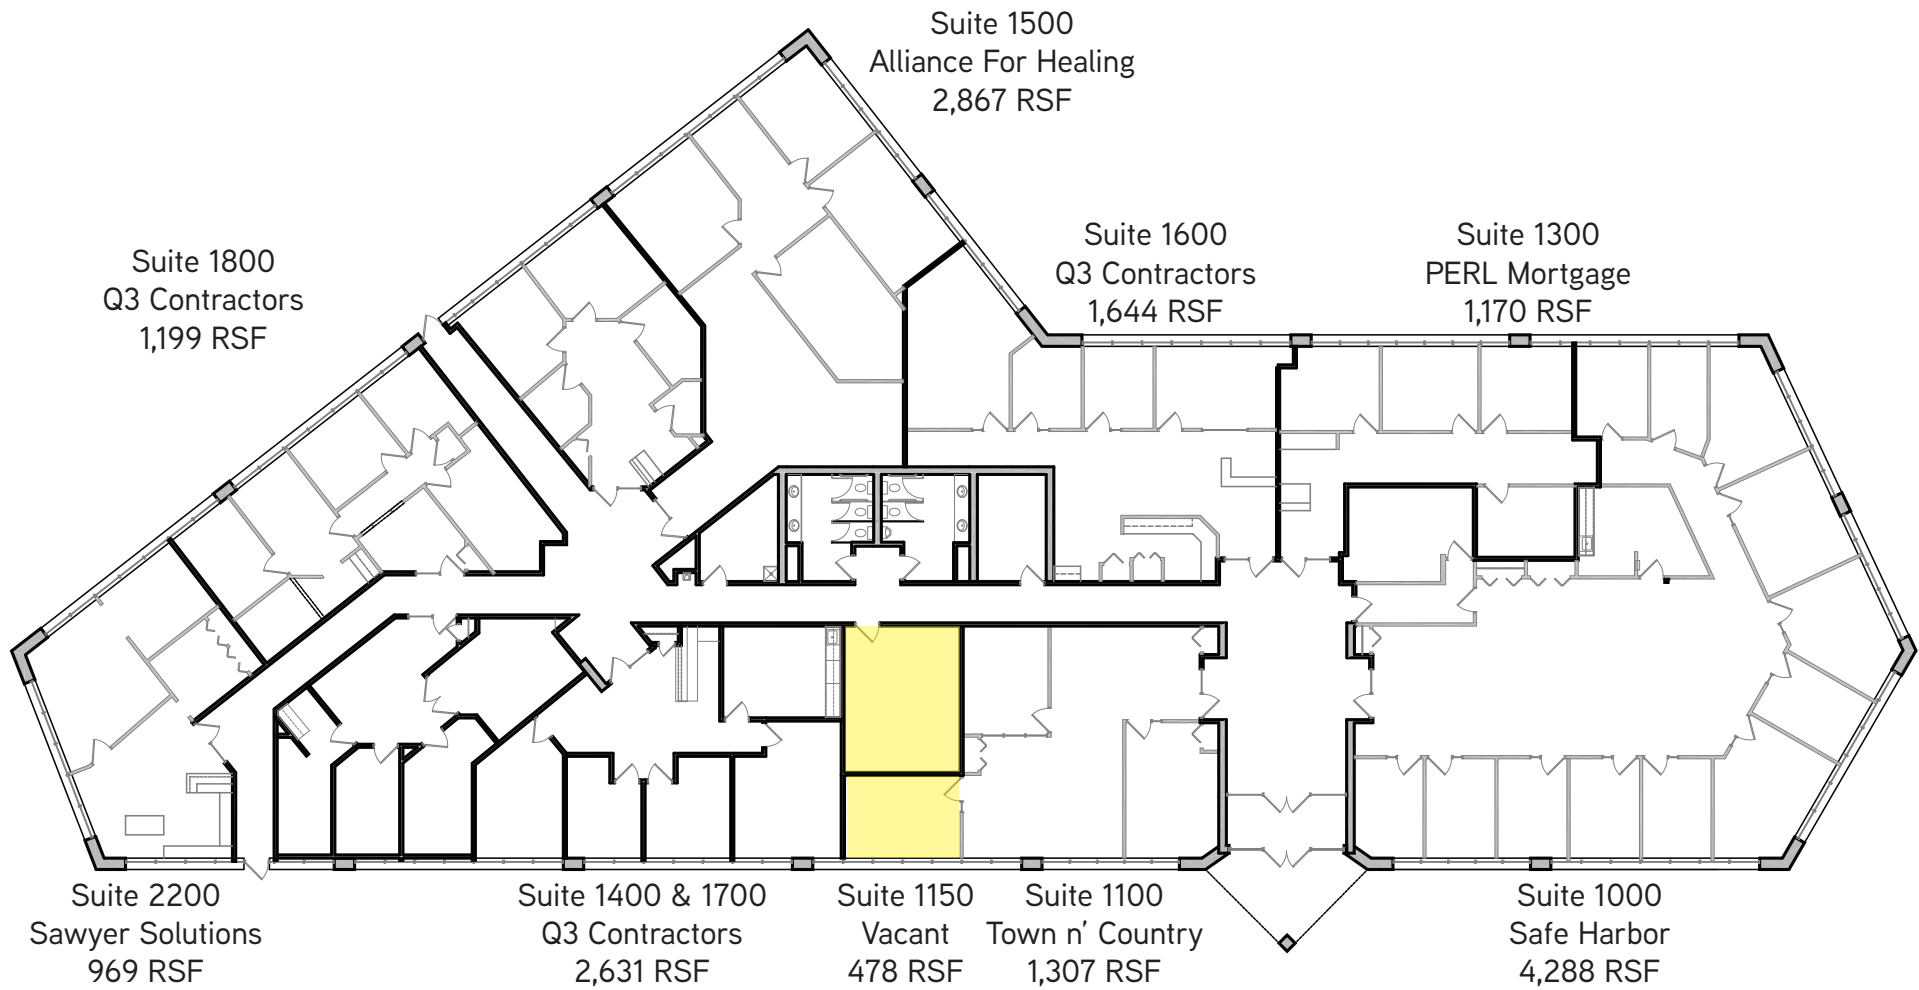 Suite 1500
Alliance For Healing
2,867 RSF
Suite 1800
Q3 Contractors
1,199 RSF
Suite 1600
Q3 Contractors
1,644 RSF
Suite 1300
PERL Mortgage
1,170 RSF
Suite 2200
Sawyer Solutions
969 RSF
Suite 1400 & 1700
Q3 Contractors
2,631 RSF
Suite 1150
Vacant
478 RSF
Suite 1100
Town n’ Country
1,307 RSF
Suite 1000
Safe Harbor
4,288 RSF